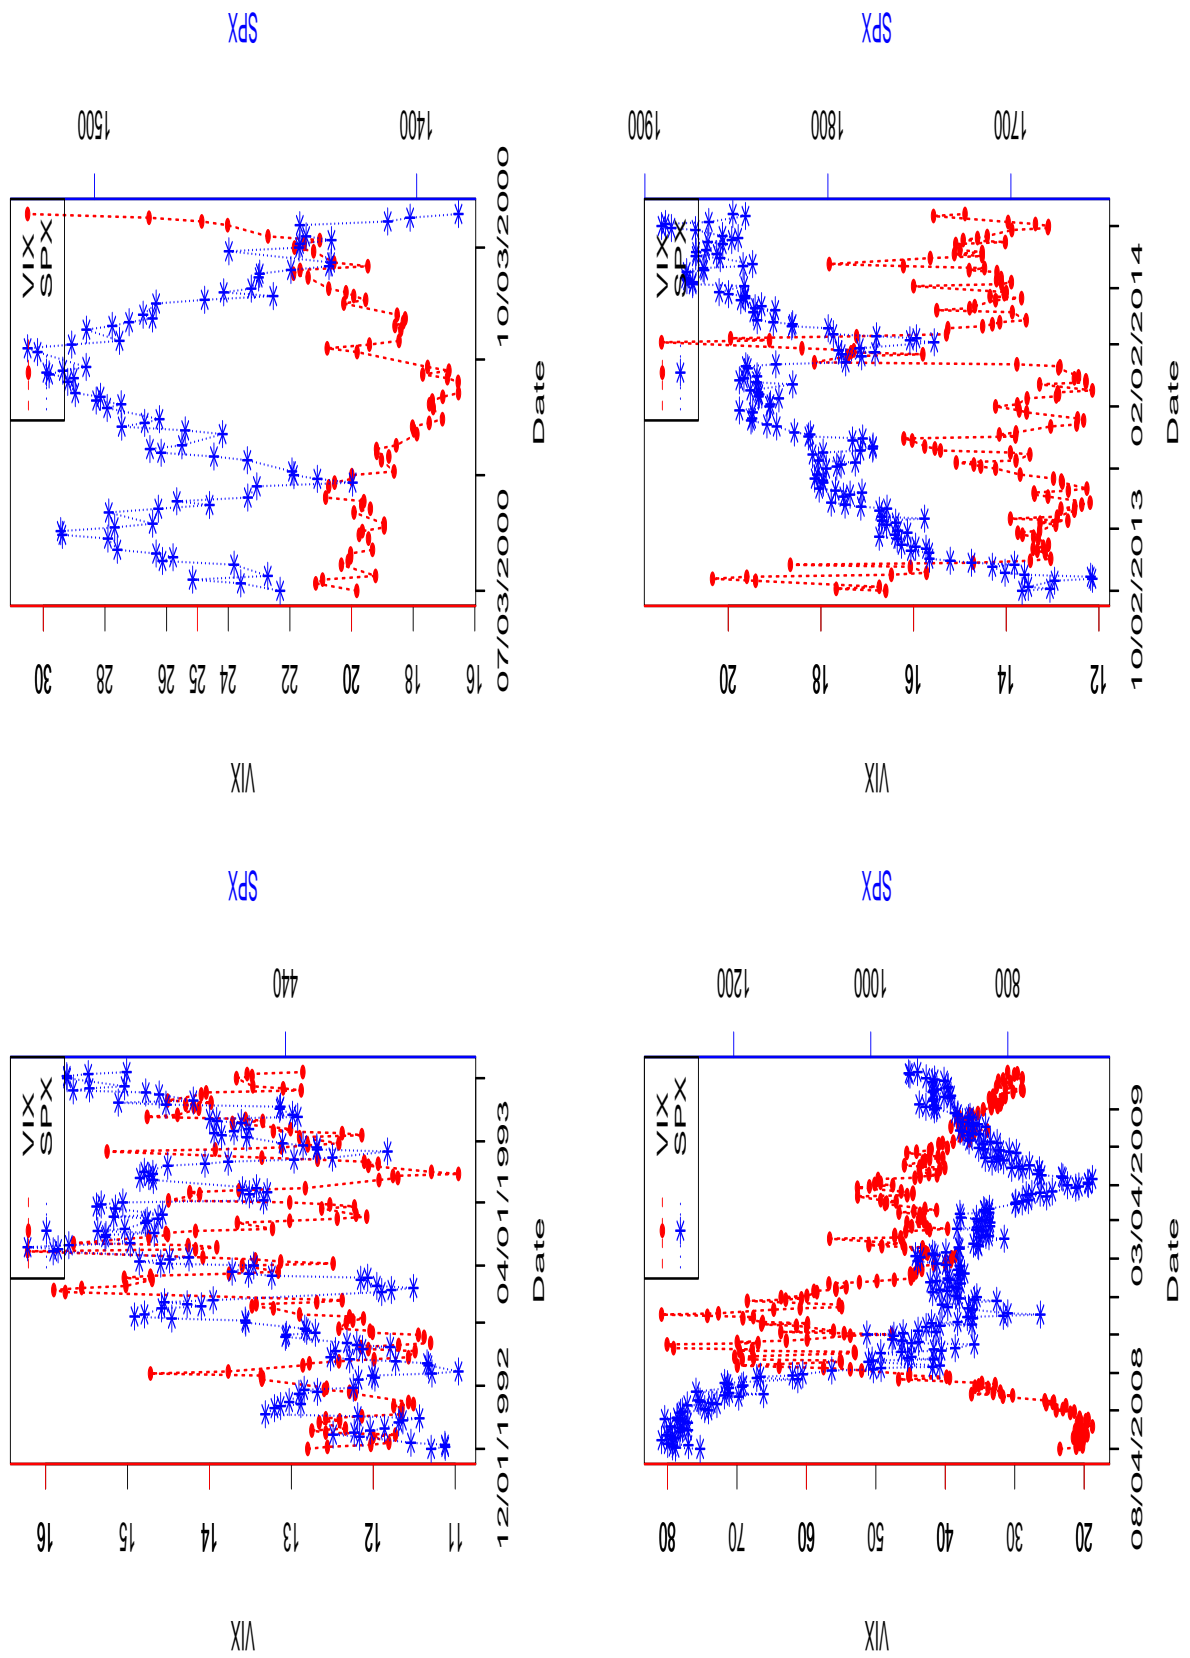 VIX
SPX
VIX
16
15
14
13
12
11
440
SPX
12/01/1992
04/01/1993
Date
VIX
SPX
VIX
30
28
26
25
24
22
20
18
16
1500
1400
SPX
07/03/2000
10/03/2000
Date
VIX
SPX
VIX
80
70
60
50
40
30
20
1200
1000
800
SPX
08/04/2008
03/04/2009
Date
VIX
SPX
VIX
20
18
16
14
12
1900
1800
1700
SPX
10/02/2013
02/02/2014
Date